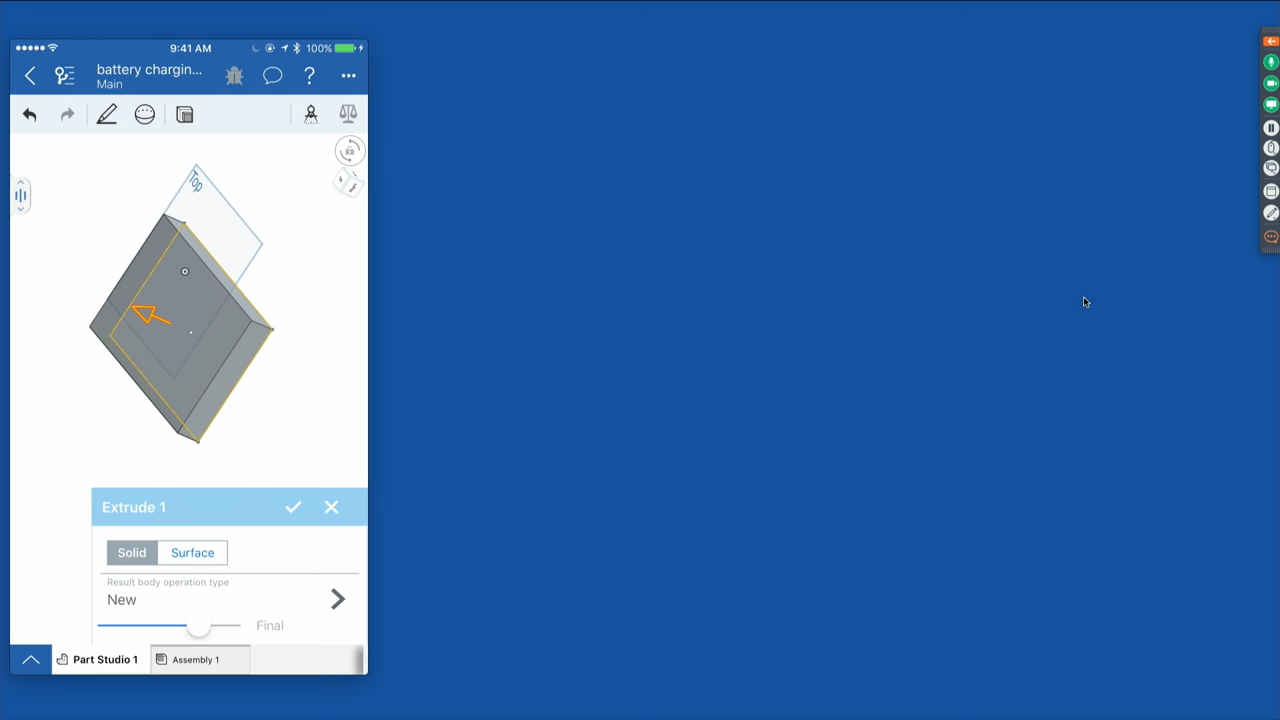 9:41 AM
100%
battery chargin...
Main
Top
Extrude 1
Solid
Surface
Result body operation type
New
Final
Part Studio 1
Assembly 1